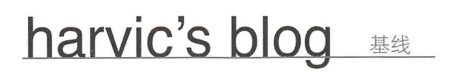 harvic’s blog 基线